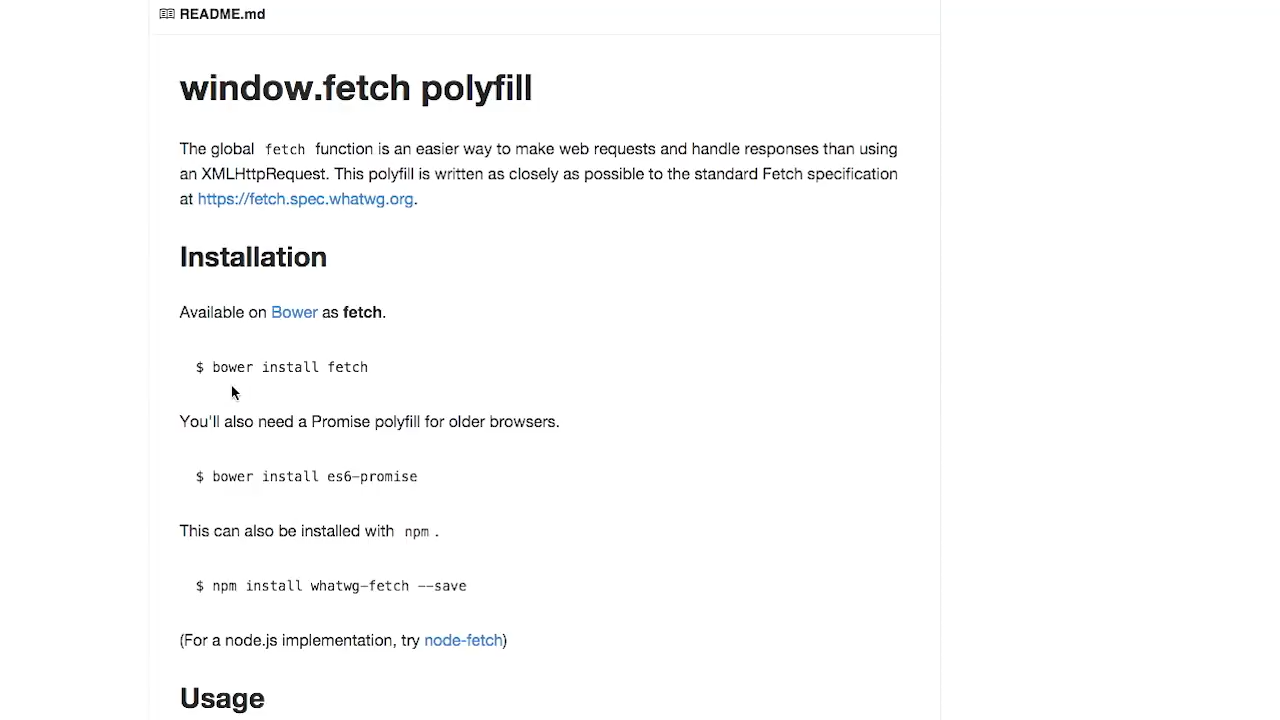 README.md
window.fetch polyfill
The global fetch function is an easier way to make web requests and handle responses than using
an XMLHttpRequest. This polyfill is written as closely as possible to the standard Fetch specification
at https://fetch.spec.whatwg.org.
Installation
Available on Bower as fetch.
$ bower install fetch
You'll also need a Promise polyfill for older browsers.
$ bower install es6-promise
This can also be installed with npm .
$ npm install whatwg-fetch --save
(For a node.js implementation, try node-fetch)
Usage